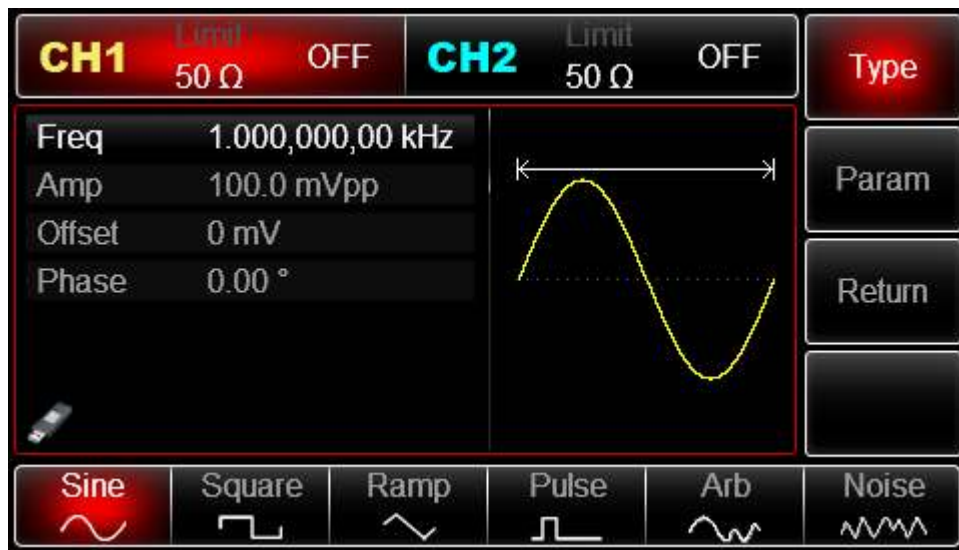 CH1 Limit 50 Ω OFF
CH2 Limit 50 Ω OFF
Type
Freq 1.000,000,00 kHz
Amp 100.0 mVpp
Offset 0 mV
Phase 0.00 °
Param
Return
Sine Square Ramp Pulse Arb Noise